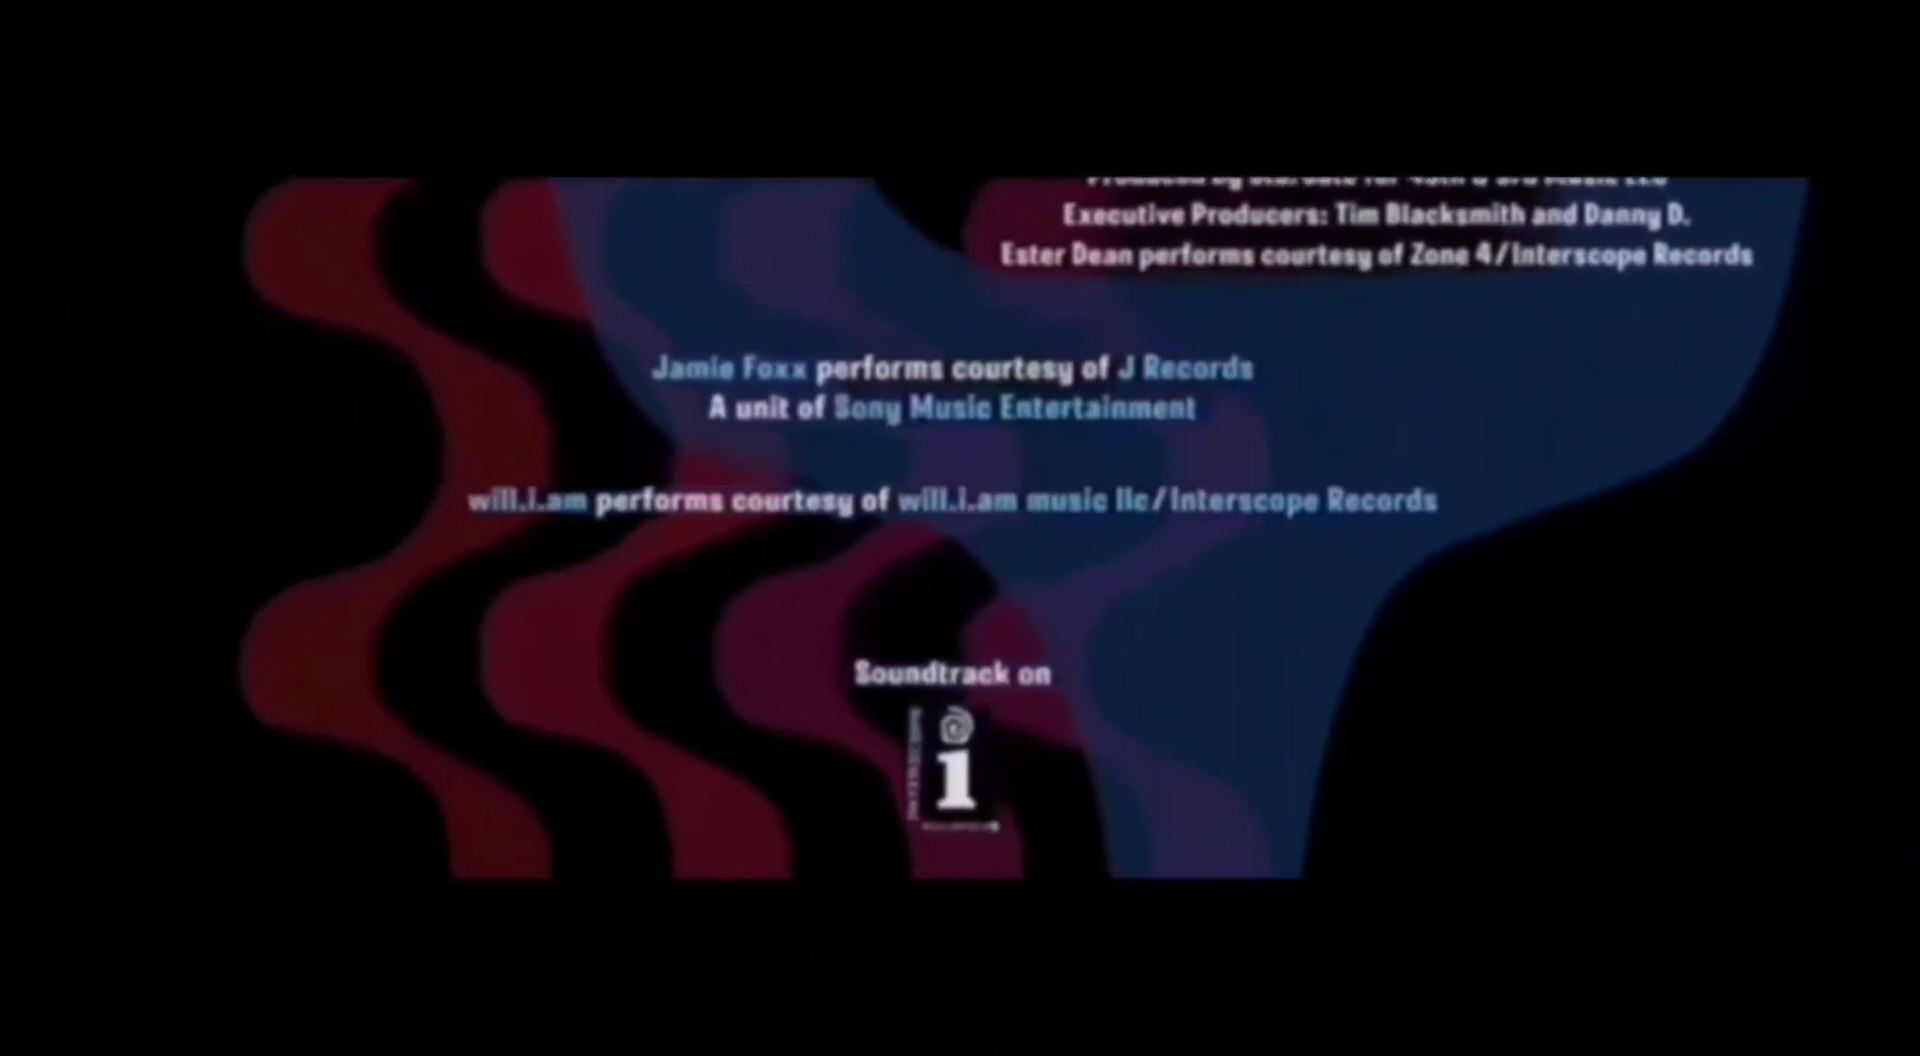 Executive Producers: Tim Blacksmith and Danny D.
Ester Dean performs courtesy of Zone 4/Interscope Records
Jamie Foxx performs courtesy of J Records
A unit of Sony Music Entertainment
will.i.am performs courtesy of will.i.am music llc/Interscope Records
Soundtrack on
i